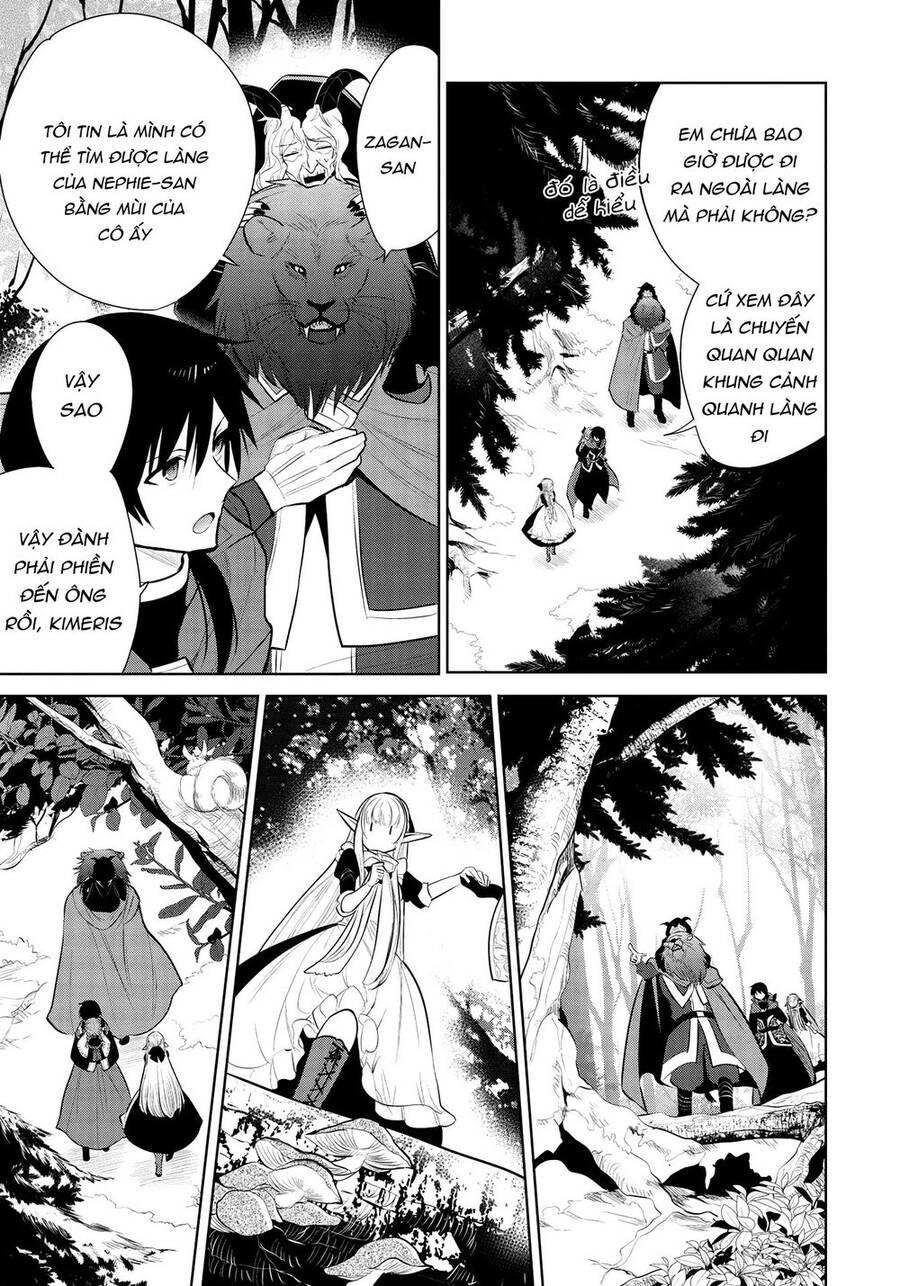 EM CHƯA BAO
GIỜ ĐƯỢC ĐI
RA NGOÀI LÀNG
MÀ PHẢI KHÔNG?
đó là điều
dễ hiểu
CỨ XEM ĐÂY
LÀ CHUYẾN
QUAN QUAN
KHUNG CẢNH
QUANH LÀNG
ĐI
ZAGAN-
SAN
TÔI TIN LÀ MÌNH CÓ
THỂ TÌM ĐƯỢC LÀNG
CỦA NEPHIE-SAN
BẰNG MÙI CỦA
CÔ ẤY
VẬY
SAO
VẬY ĐÀNH
PHẢI PHIỀN
ĐẾN ÔNG
RỒI, KIMERIS